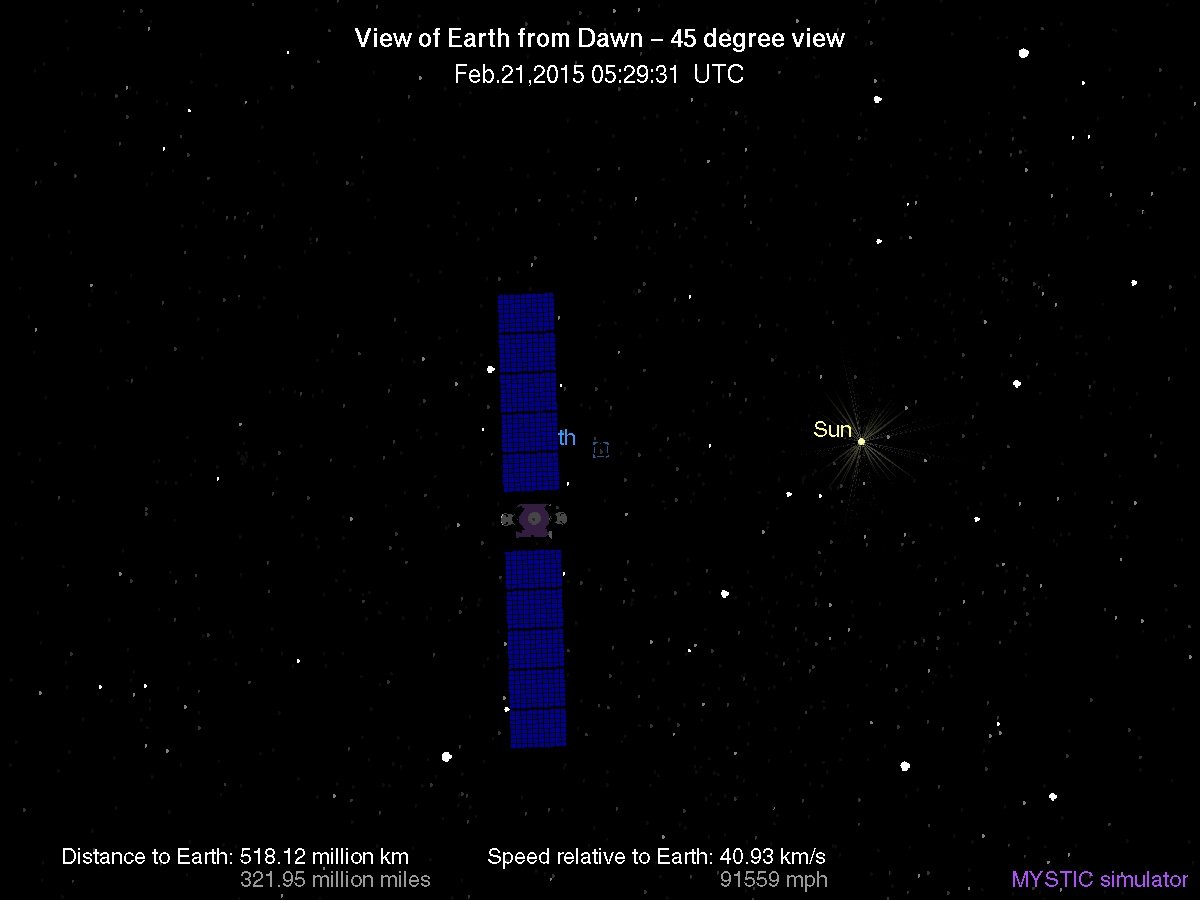 View of Earth from Dawn – 45 degree view
Feb.21,2015 05:29:31 UTC
Sun
th
Distance to Earth: 518.12 million km
321.95 million miles
Speed relative to Earth: 40.93 km/s
91559 mph
MYSTIC simulator